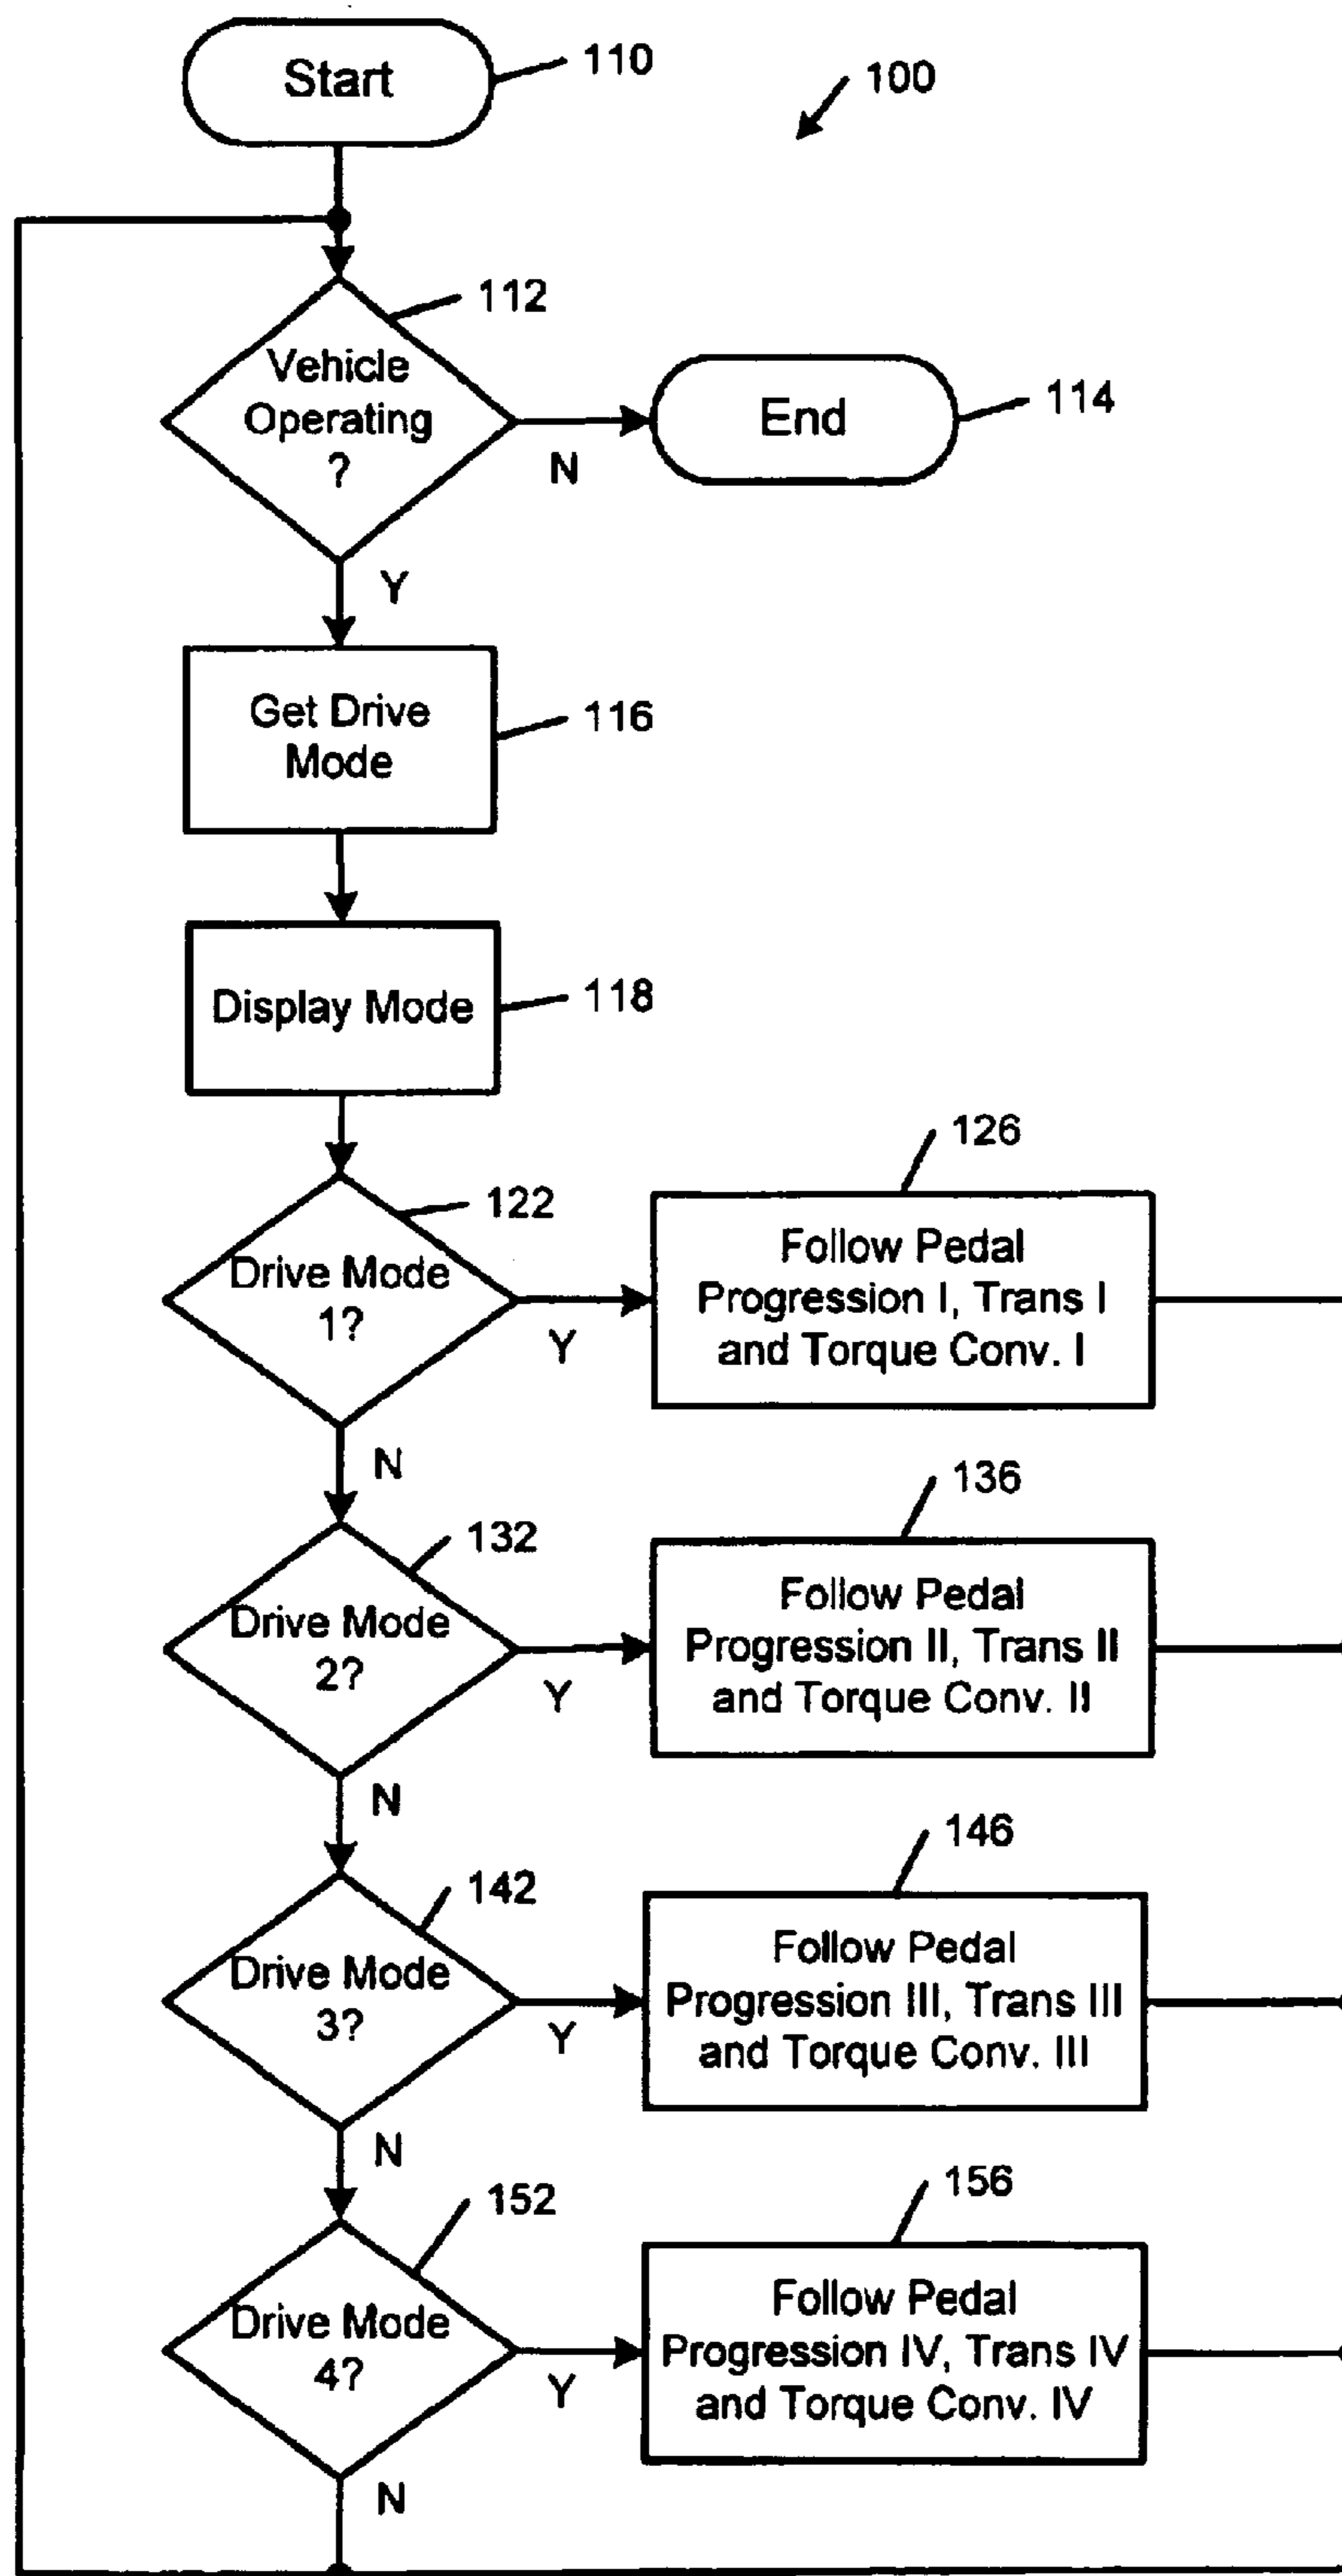 Start
110
100
112
Vehicle
Operating
?
N
End
114
Y
Get Drive
Mode
116
Display Mode
118
122
Drive Mode
1?
Y
126
Follow Pedal
Progression I, Trans I
and Torque Conv. I
N
132
Drive Mode
2?
Y
136
Follow Pedal
Progression II, Trans II
and Torque Conv. II
N
142
Drive Mode
3?
Y
146
Follow Pedal
Progression III, Trans III
and Torque Conv. III
N
152
Drive Mode
4?
Y
156
Follow Pedal
Progression IV, Trans IV
and Torque Conv. IV
N